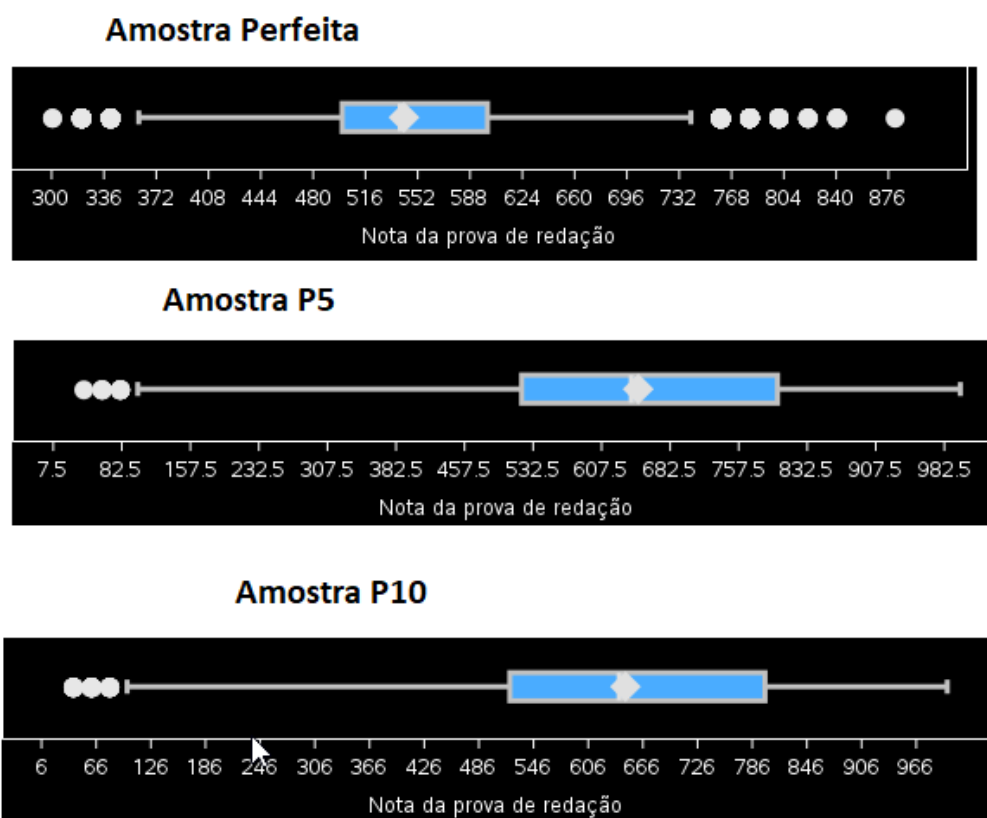 Amostra Perfeita
300 336 372 408 444 480 516 552 588 624 660 696 732 768 804 840 876
Nota da prova de redação
Amostra P5
7.5 82.5 157.5 232.5 307.5 382.5 457.5 532.5 607.5 682.5 757.5 832.5 907.5 982.5
Nota da prova de redação
Amostra P10
6 66 126 186 246 306 366 426 486 546 606 666 726 786 846 906 966
Nota da prova de redação